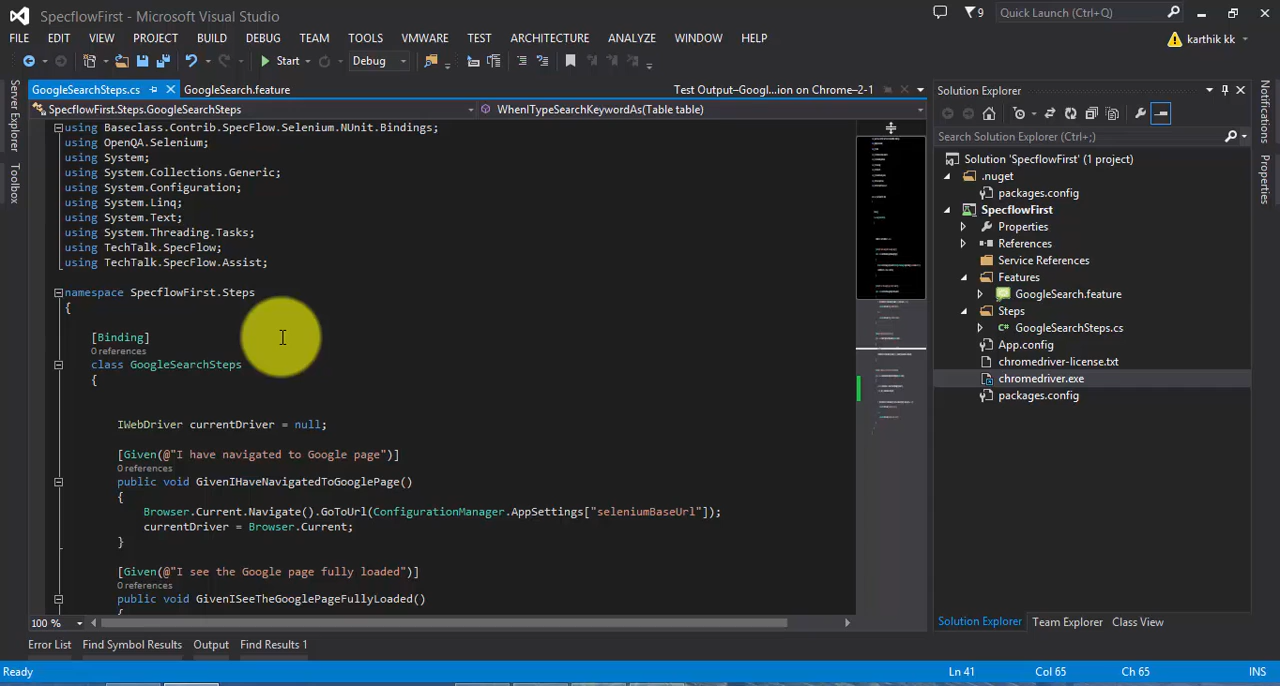 SpecflowFirst - Microsoft Visual Studio
9
Quick Launch (Ctrl+Q)
FILE EDIT VIEW PROJECT BUILD DEBUG TEAM TOOLS VMWARE TEST ARCHITECTURE ANALYZE WINDOW HELP
karthik kk
Start
Debug
Server Explorer
Toolbox
GoogleSearchSteps.cs
GoogleSearch.feature
Test Output–Googl...ion on Chrome–2-1
SpecflowFirst.Steps.GoogleSearchSteps
WhenITypeSearchKeywordAs(Table table)
using Baseclass.Contrib.SpecFlow.Selenium.NUnit.Bindings;
using OpenQA.Selenium;
using System;
using System.Collections.Generic;
using System.Configuration;
using System.Linq;
using System.Text;
using System.Threading.Tasks;
using TechTalk.SpecFlow;
using TechTalk.SpecFlow.Assist;
namespace SpecflowFirst.Steps
{
[Binding]
0 references
class GoogleSearchSteps
{
IWebDriver currentDriver = null;
[Given(@"I have navigated to Google page")]
0 references
public void GivenIHaveNavigatedToGooglePage()
{
Browser.Current.Navigate().GoToUrl(ConfigurationManager.AppSettings["seleniumBaseUrl"]);
currentDriver = Browser.Current;
}
[Given(@"I see the Google page fully loaded")]
0 references
public void GivenISeeTheGooglePageFullyLoaded()
{
100 %
Solution Explorer
Search Solution Explorer (Ctrl+;)
Solution 'SpecflowFirst' (1 project)
.nuget
packages.config
SpecflowFirst
Properties
References
Service References
Features
GoogleSearch.feature
Steps
GoogleSearchSteps.cs
App.config
chromedriver-license.txt
chromedriver.exe
packages.config
Solution Explorer Team Explorer Class View
Notifications
Properties
Error List Find Symbol Results Output Find Results 1
Ready
Ln 41 Col 65 Ch 65 INS